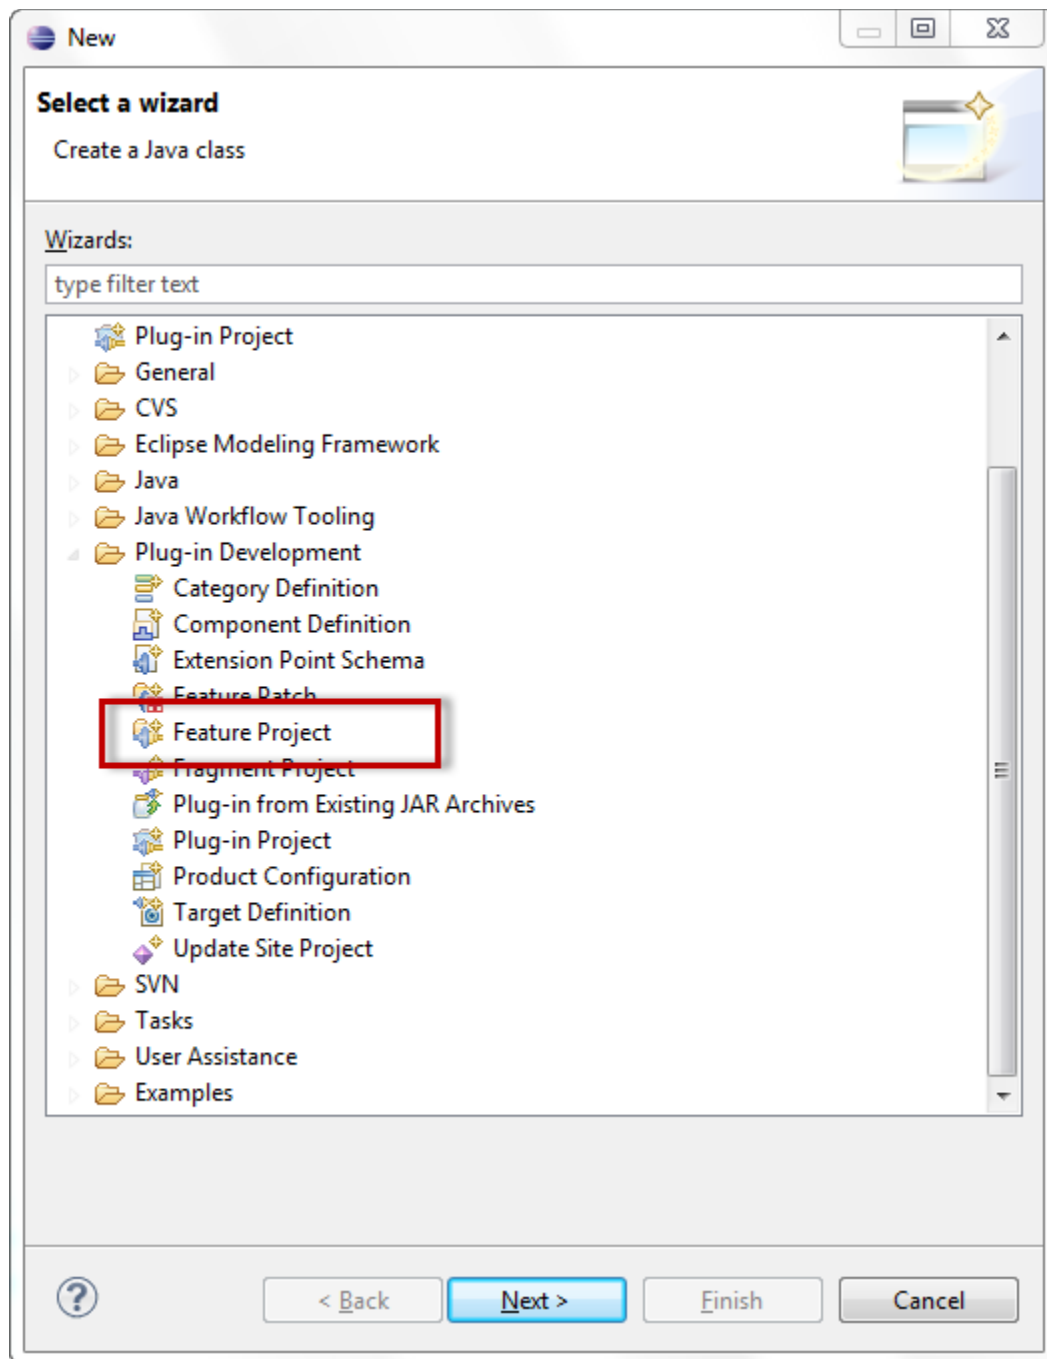 New
Select a wizard
Create a Java class
Wizards:
type filter text
Plug-in Project
General
CVS
Eclipse Modeling Framework
Java
Java Workflow Tooling
Plug-in Development
Category Definition
Component Definition
Extension Point Schema
Feature Patch
Feature Project
Fragment Project
Plug-in from Existing JAR Archives
Plug-in Project
Product Configuration
Target Definition
Update Site Project
SVN
Tasks
User Assistance
Examples
? < Back Next > Finish Cancel